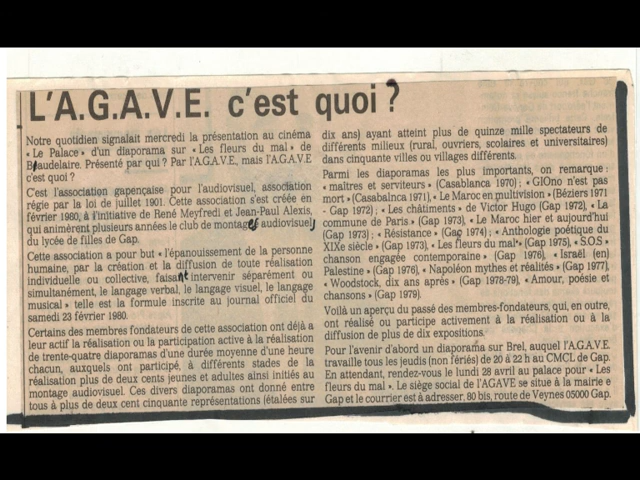 L'A.G.A.V.E. c'est quoi ?
Notre quotidien signalait mercredi la présentation au cinéma
« Le Palace » d'un diaporama sur « Les fleurs du mal » de
Baudelaire. Présenté par qui ? Par l'A.G.A.V.E, mais l'A.G.A.V.E
c'est quoi ?
C'est l'association gapençaise pour l'audiovisuel, association
régie par la loi de juillet 1901. Cette association s'est créée en
février 1980, à l'initiative de René Meyfredi et Jean-Paul Alexis,
qui animèrent plusieurs années le club de montages audiovisuels
du lycée de filles de Gap.
Cette association a pour but « l'épanouissement de la personne
humaine, par la création et la diffusion de toute réalisation
individuelle ou collective, faisant intervenir séparément ou
simultanément, le langage verbal, le langage visuel, le langage
musical » telle est la formule inscrite au journal officiel du
samedi 23 février 1980.
Certains des membres fondateurs de cette association ont déjà a
leur actif la réalisation ou la participation active à la réalisation
de trente-quatre diaporamas d'une durée moyenne d'une heure
chacun, auxquels ont participé, à différents stades de la
réalisation plus de deux cents jeunes et adultes ainsi initiés au
montage audiovisuel. Ces divers diaporamas ont donné entre
tous à plus de deux cent cinquante représentations (étalées sur
dix ans) ayant atteint plus de quinze mille spectateurs de
différents milieux (rural, ouvriers, scolaires et universitaires)
dans cinquante villes ou villages différents.
Parmi les diaporamas les plus importants, on remarque :
« maîtres et serviteurs » (Casablanca 1970) ; « GIOno n'est pas
mort » (Casabalnca 1971), « Le Maroc en multivision » (Béziers 1971
- Gap 1972) ; « Les châtiments » de Victor Hugo (Gap 1972), « La
commune de Paris » (Gap 1973), « Le Maroc hier et aujourd'hui
(Gap 1973) ; « Résistance » (Gap 1974) ; « Anthologie poétique du
XIXe siècle » (Gap 1973), « Les fleurs du mal » (Gap 1975), « S.O.S »
chanson engagée contemporaine » (Gap 1976), « Israël (en)
Palestine » (Gap 1976), « Napoléon mythes et réalités » (Gap 1977),
« Woodstock, dix ans après » (Gap 1978-79), « Amour, poésie et
chansons » (Gap 1979).
Voilà un aperçu du passé des membres-fondateurs, qui, en outre,
ont réalisé ou participe activement à la réalisation ou à la
diffusion de plus de dix expositions.
Pour l'avenir d'abord un diaporama sur Brel, auquel l'A.G.A.V.E.
travaille tous les jeudis (non fériés) de 20 à 22 h au CMCL de Gap.
En attendant, rendez-vous le lundi 28 avril au palace pour « Les
fleurs du mal ». Le siège social de l'AGAVE se situe à la mairie e
Gap et le courrier est à adresser, 80 bis, route de Veynes 05000 Gap.